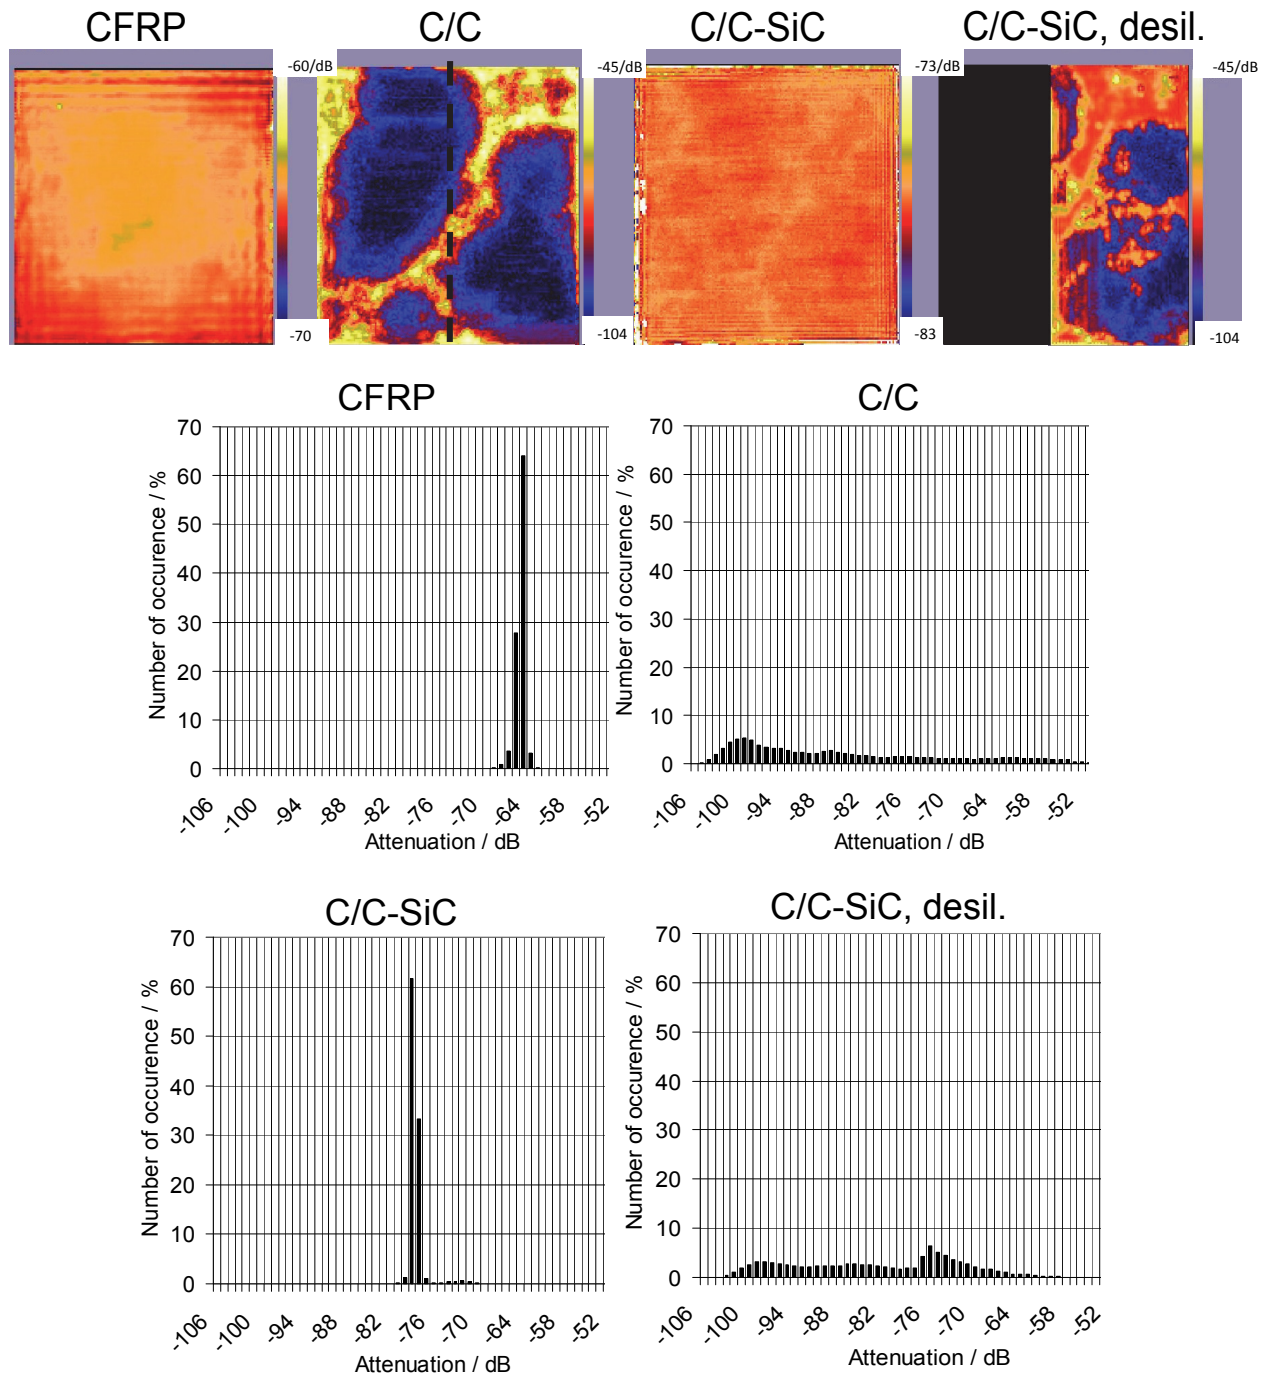 CFRP C/C C/C-SiC C/C-SiC, desil.
-60/dB -45/dB -73/dB -45/dB
-70 -104 -83 -104
CFRP
70
60
50
40
30
20
10
0
Number of occurence / %
-106 -100 -94 -88 -82 -76 -70 -64 -58 -52
Attenuation / dB
C/C
70
60
50
40
30
20
10
0
Number of occurence / %
-106 -100 -94 -88 -82 -76 -70 -64 -58 -52
Attenuation / dB
C/C-SiC
70
60
50
40
30
20
10
0
Number of occurence / %
-106 -100 -94 -88 -82 -76 -70 -64 -58 -52
Attenuation / dB
C/C-SiC, desil.
70
60
50
40
30
20
10
0
Number of occurence / %
-106 -100 -94 -88 -82 -76 -70 -64 -58 -52
Attenuation / dB